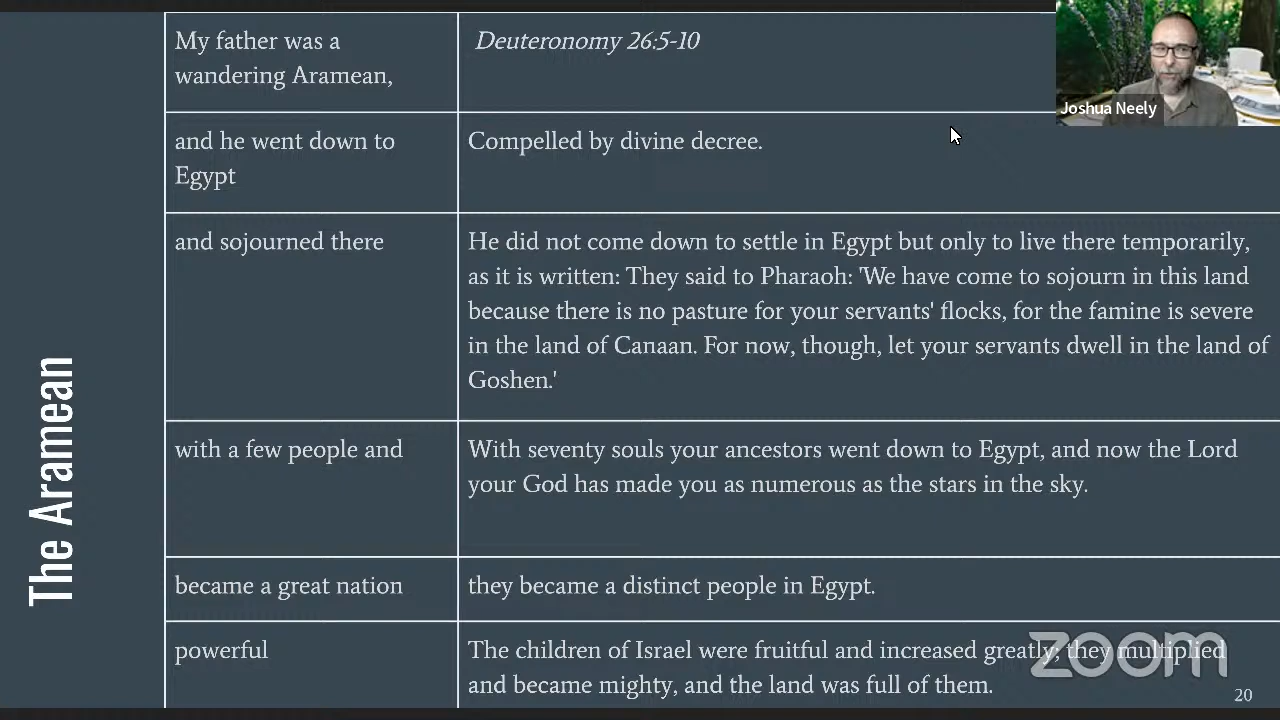 The Aramean
My father was a
wandering Aramean,
Deuteronomy 26:5-10
and he went down to
Egypt
Compelled by divine decree.
and sojourned there
He did not come down to settle in Egypt but only to live there temporarily,
as it is written: They said to Pharaoh: 'We have come to sojourn in this land
because there is no pasture for your servants' flocks, for the famine is severe
in the land of Canaan. For now, though, let your servants dwell in the land of
Goshen.'
with a few people and
With seventy souls your ancestors went down to Egypt, and now the Lord
your God has made you as numerous as the stars in the sky.
became a great nation
they became a distinct people in Egypt.
powerful
The children of Israel were fruitful and increased greatly; they multiplied
and became mighty, and the land was full of them.
Joshua Neely
zoom
20